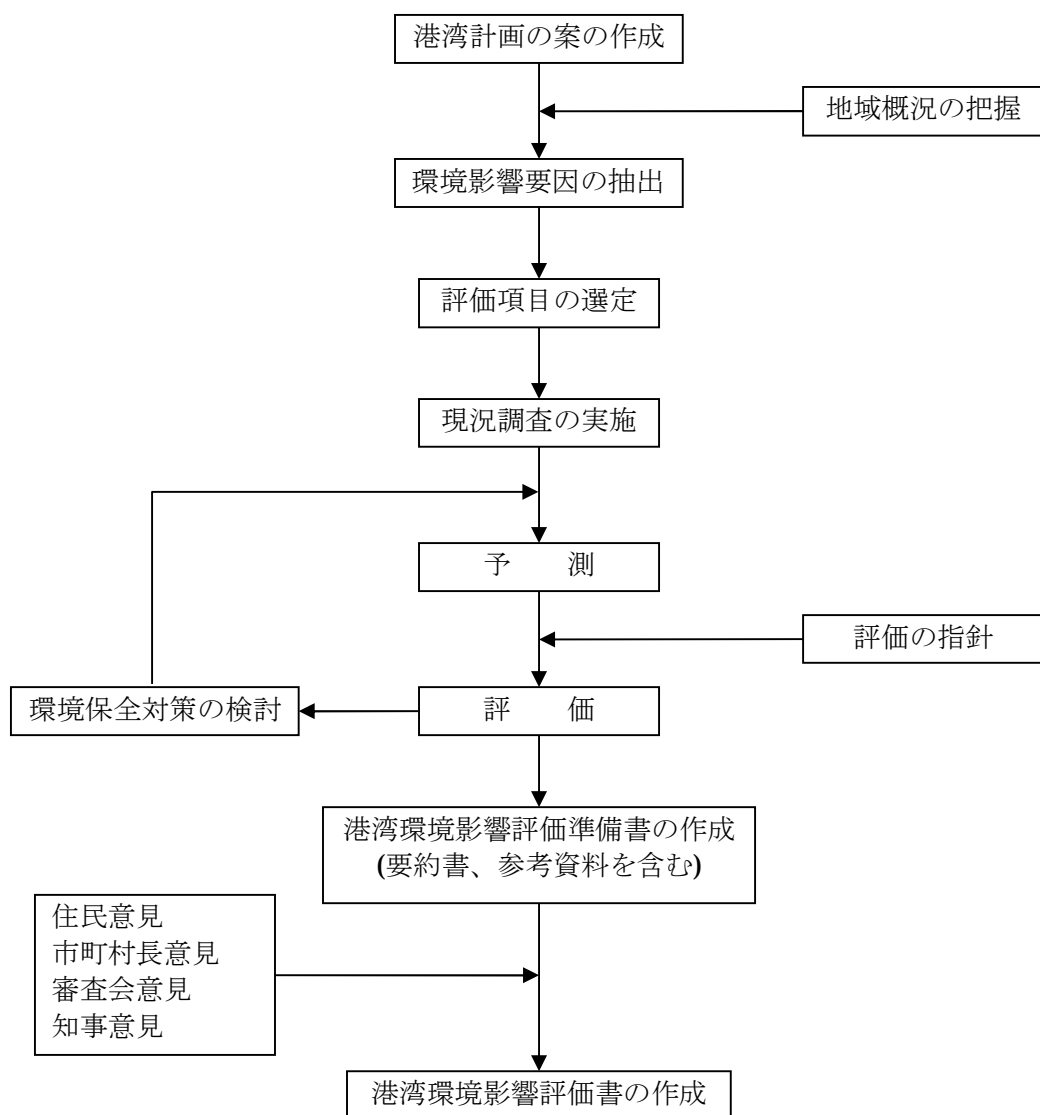 港湾計画の案の作成
地域概況の把握
環境影響要因の抽出
評価項目の選定
現況調査の実施
予　　測
評価の指針
環境保全対策の検討
評　　価
港湾環境影響評価準備書の作成
(要約書、参考資料を含む)
住民意見
市町村長意見
審査会意見
知事意見
港湾環境影響評価書の作成